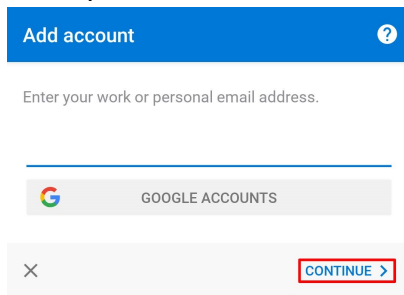 Add account
Enter your work or personal email address.
GOOGLE ACCOUNTS
CONTINUE